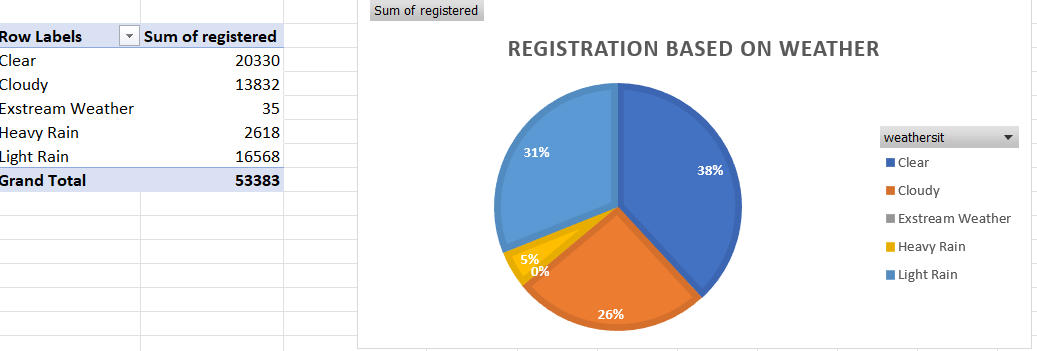 Sum of registered
REGISTRATION BASED ON WEATHER
Row Labels Sum of registered
Clear 20330
Cloudy 13832
Exstream Weather 35
Heavy Rain 2618
Light Rain 16568
Grand Total 53383
31%
38%
5%
0%
26%
weathersit
Clear
Cloudy
Exstream Weather
Heavy Rain
Light Rain